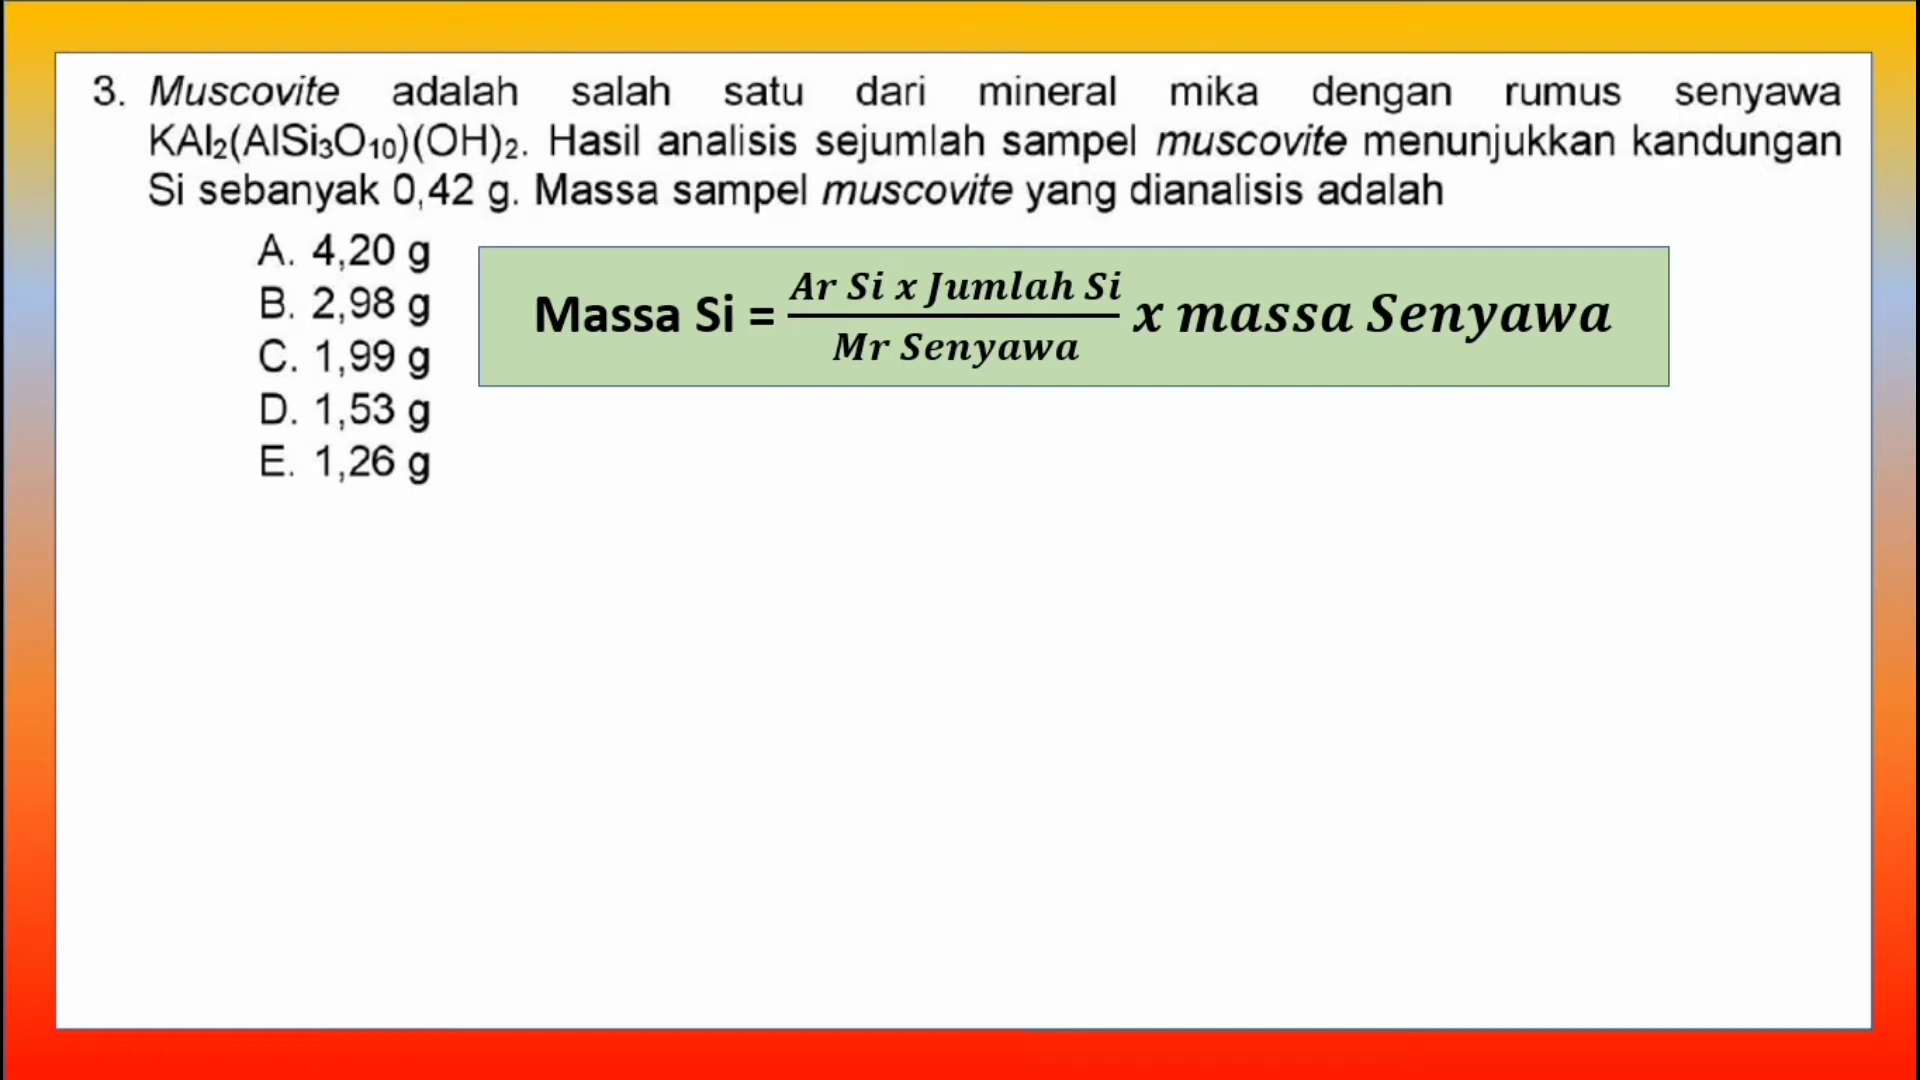 3. Muscovite adalah salah satu dari mineral mika dengan rumus senyawa
KAl₂(AlSi₃O₁₀)(OH)₂. Hasil analisis sejumlah sampel muscovite menunjukkan kandungan
Si sebanyak 0,42 g. Massa sampel muscovite yang dianalisis adalah
A. 4,20 g
B. 2,98 g
C. 1,99 g
D. 1,53 g
E. 1,26 g
Ar Si x Jumlah Si
Massa Si = x massa Senyawa
Mr Senyawa